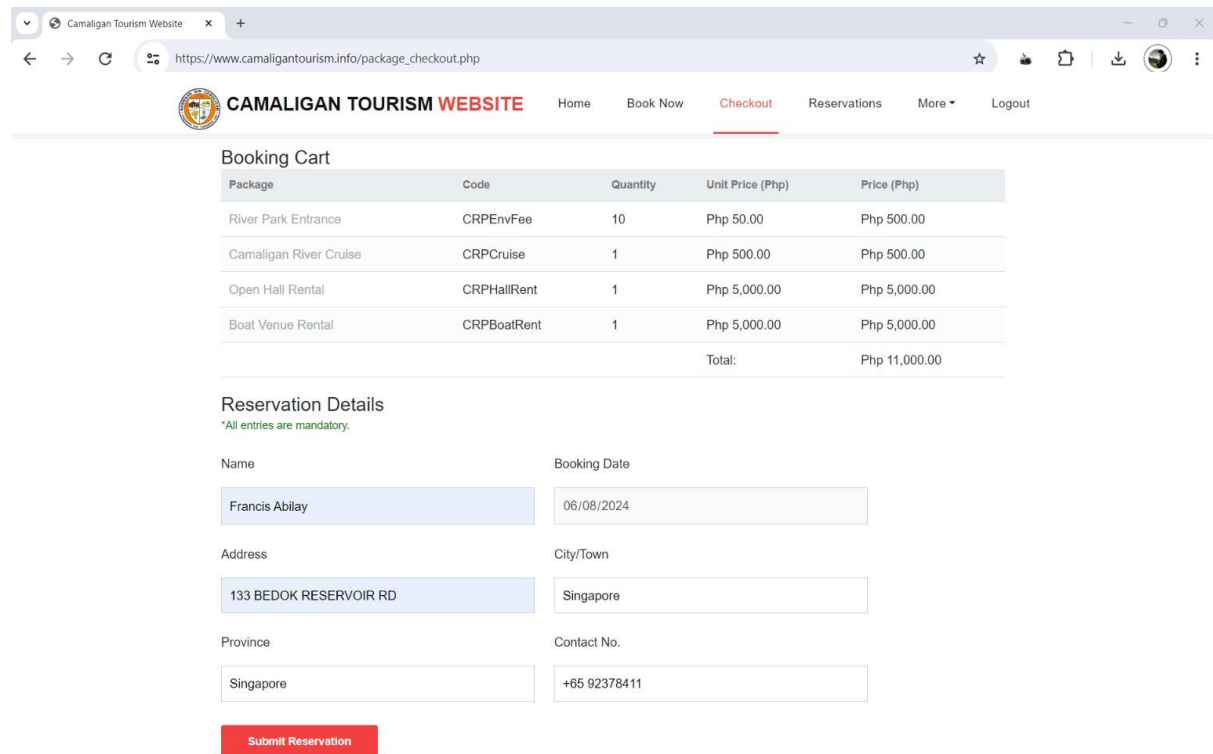 Camaligan Tourism Website
https://www.camaligantourism.info/package_checkout.php
CAMALIGAN TOURISM WEBSITE Home Book Now Checkout Reservations More Logout
Booking Cart
Package Code Quantity Unit Price (Php) Price (Php)
River Park Entrance CRPEnvFee 10 Php 50.00 Php 500.00
Camaligan River Cruise CRPCruise 1 Php 500.00 Php 500.00
Open Hall Rental CRPHallRent 1 Php 5,000.00 Php 5,000.00
Boat Venue Rental CRPBoatRent 1 Php 5,000.00 Php 5,000.00
Total: Php 11,000.00
Reservation Details
*All entries are mandatory.
Name Booking Date
Francis Abilay 06/08/2024
Address City/Town
133 BEDOK RESERVOIR RD Singapore
Province Contact No.
Singapore +65 92378411
Submit Reservation